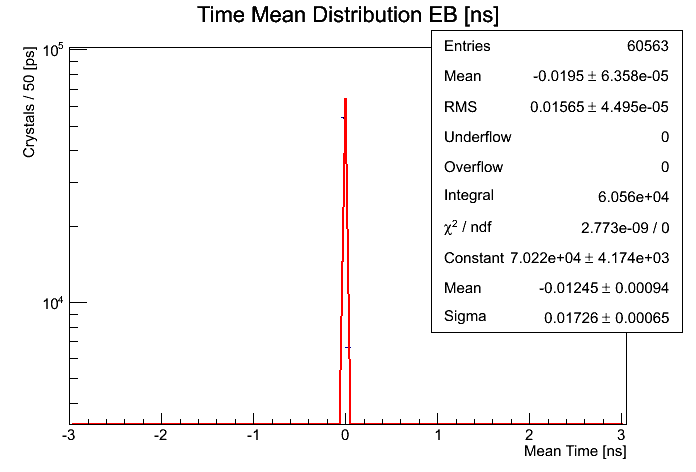 Time Mean Distribution EB [ns]
Crystals / 50 [ps]
10⁵
10⁴
Entries 60563
Mean -0.0195 ± 6.358e-05
RMS 0.01565 ± 4.495e-05
Underflow 0
Overflow 0
Integral 6.056e+04
χ² / ndf 2.773e-09 / 0
Constant 7.022e+04 ± 4.174e+03
Mean -0.01245 ± 0.00094
Sigma 0.01726 ± 0.00065
-3 -2 -1 0 1 2 3
Mean Time [ns]